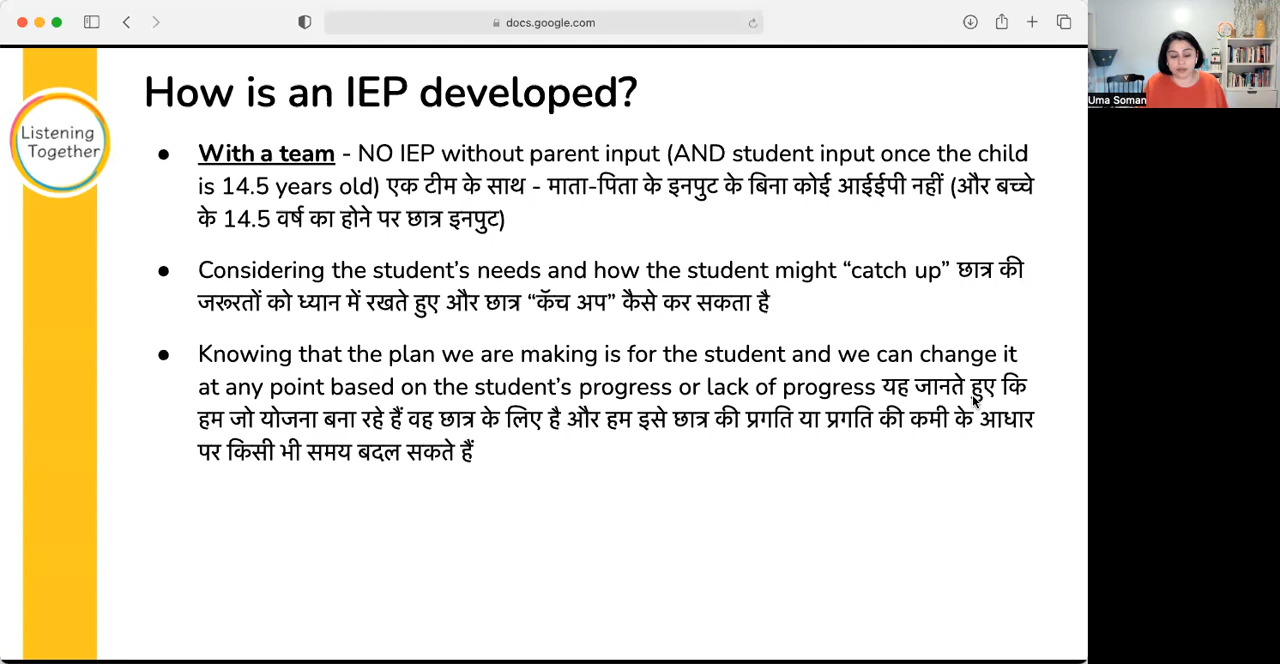 docs.google.com
How is an IEP developed?
Listening
Together
● With a team - NO IEP without parent input (AND student input once the child
is 14.5 years old) एक टीम के साथ - माता-पिता के इनपुट के बिना कोई आईईपी नहीं (और बच्चे
के 14.5 वर्ष का होने पर छात्र इनपुट)
● Considering the student’s needs and how the student might “catch up” छात्र की
जरूरतों को ध्यान में रखते हुए और छात्र “कॅच अप” कैसे कर सकता है
● Knowing that the plan we are making is for the student and we can change it
at any point based on the student’s progress or lack of progress यह जानते हुए कि
हम जो योजना बना रहे हैं वह छात्र के लिए है और हम इसे छात्र की प्रगति या प्रगति की कमी के आधार
पर किसी भी समय बदल सकते हैं
Uma Soman